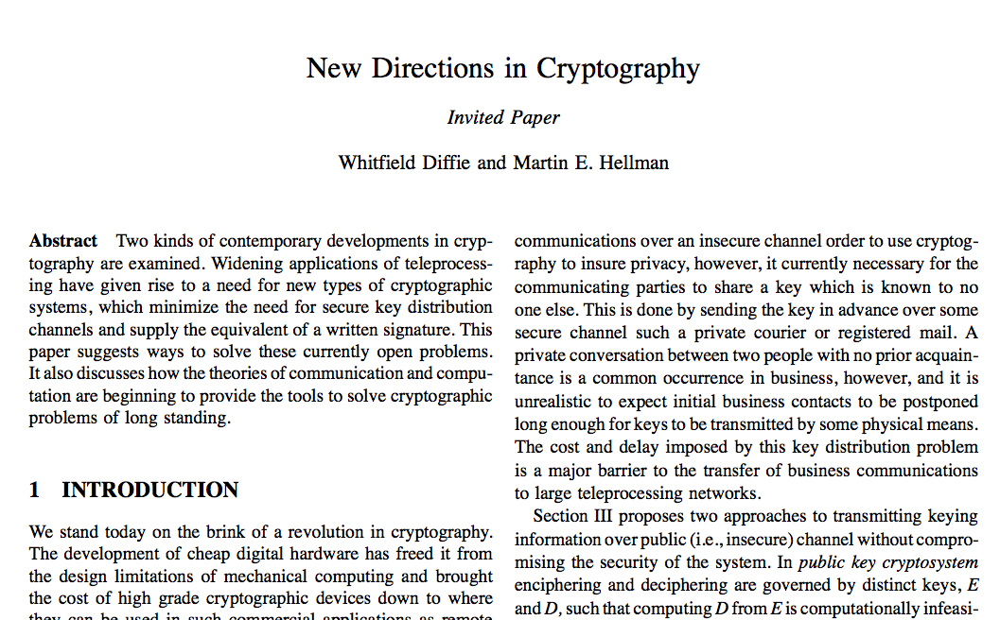 New Directions in Cryptography
Invited Paper
Whitfield Diffie and Martin E. Hellman
Abstract Two kinds of contemporary developments in cryp-
tography are examined. Widening applications of teleprocess-
ing have given rise to a need for new types of cryptographic
systems, which minimize the need for secure key distribution
channels and supply the equivalent of a written signature. This
paper suggests ways to solve these currently open problems.
It also discusses how the theories of communication and compu-
tation are beginning to provide the tools to solve cryptographic
problems of long standing.
1 INTRODUCTION
We stand today on the brink of a revolution in cryptography.
The development of cheap digital hardware has freed it from
the design limitations of mechanical computing and brought
the cost of high grade cryptographic devices down to where
they can be used in such commercial applications as remote
communications over an insecure channel order to use cryptog-
raphy to insure privacy, however, it currently necessary for the
communicating parties to share a key which is known to no
one else. This is done by sending the key in advance over some
secure channel such a private courier or registered mail. A
private conversation between two people with no prior acquain-
tance is a common occurrence in business, however, and it is
unrealistic to expect initial business contacts to be postponed
long enough for keys to be transmitted by some physical means.
The cost and delay imposed by this key distribution problem
is a major barrier to the transfer of business communications
to large teleprocessing networks.
Section III proposes two approaches to transmitting keying
information over public (i.e., insecure) channel without compro-
mising the security of the system. In public key cryptosystem
enciphering and deciphering are governed by distinct keys, E
and D, such that computing D from E is computationally infeasi-